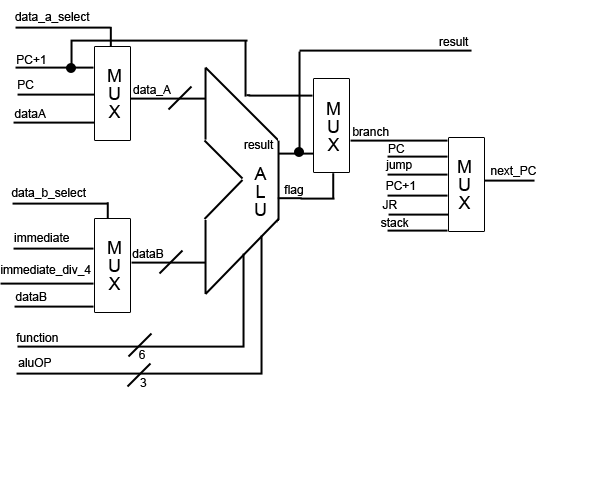 data_a_select
result
PC+1
PC
dataA
M
U
X
data_A
M
U
X
result
branch
PC
jump
PC+1
JR
stack
M
U
X
next_PC
A
L
U
flag
data_b_select
immediate
immediate_div_4
dataB
M
U
X
dataB
function
6
aluOP
3